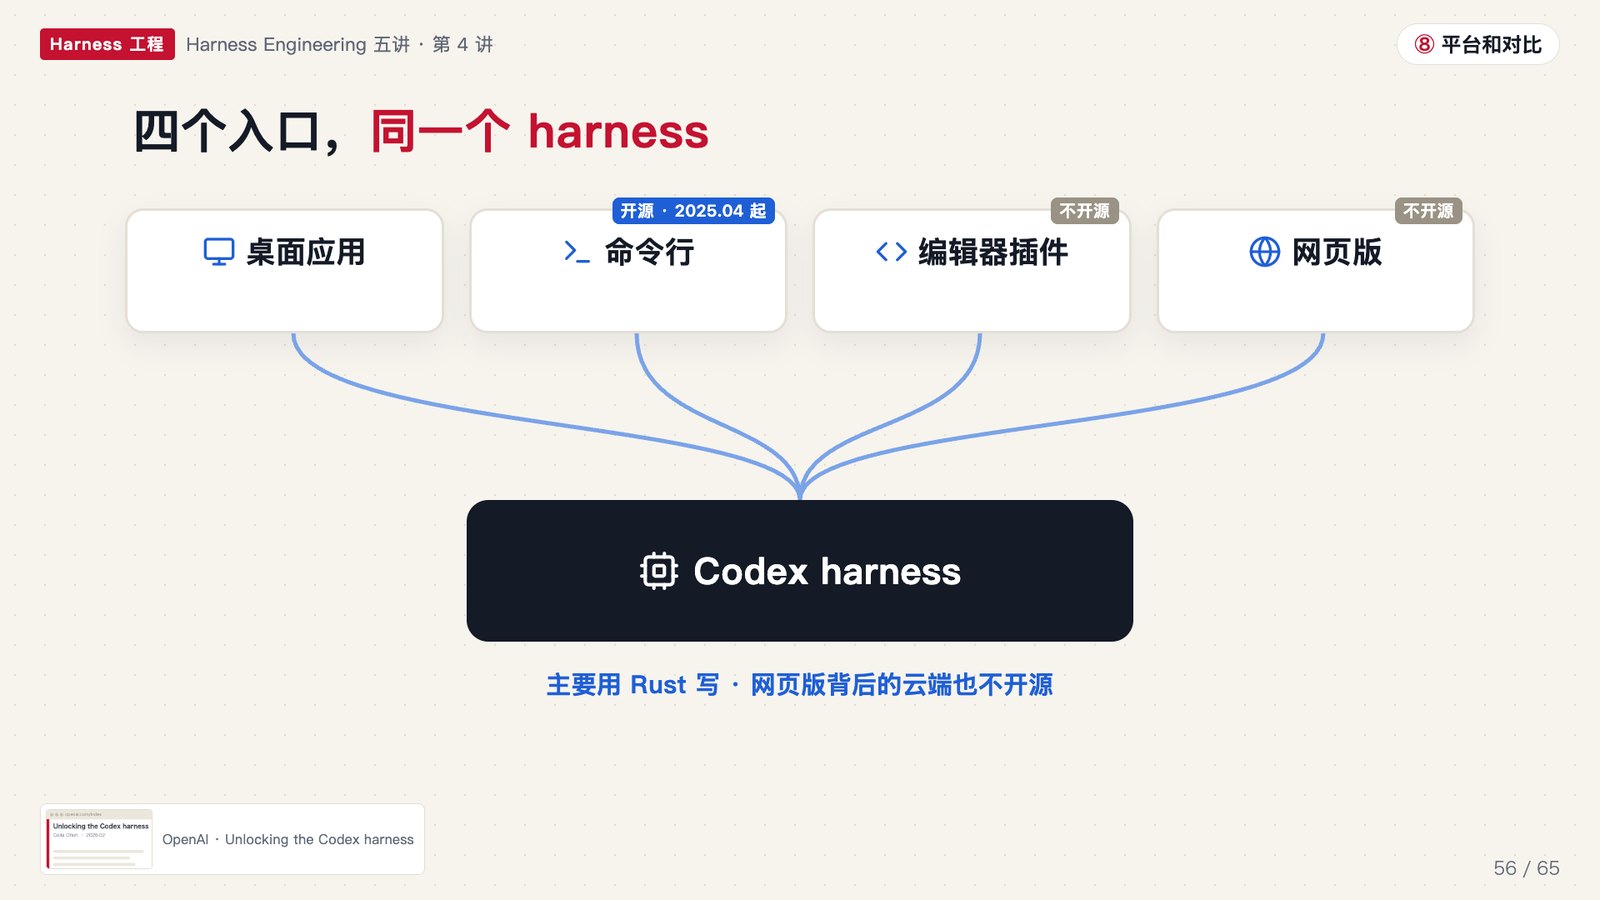 Harness 工程
Harness Engineering 五讲 · 第 4 讲
⑧ 平台和对比
四个入口，同一个 harness
桌面应用
开源 · 2025.04 起
命令行
不开源
编辑器插件
不开源
网页版
Codex harness
主要用 Rust 写 · 网页版背后的云端也不开源
Unlocking the Codex harness
OpenAI · Unlocking the Codex harness
56 / 65